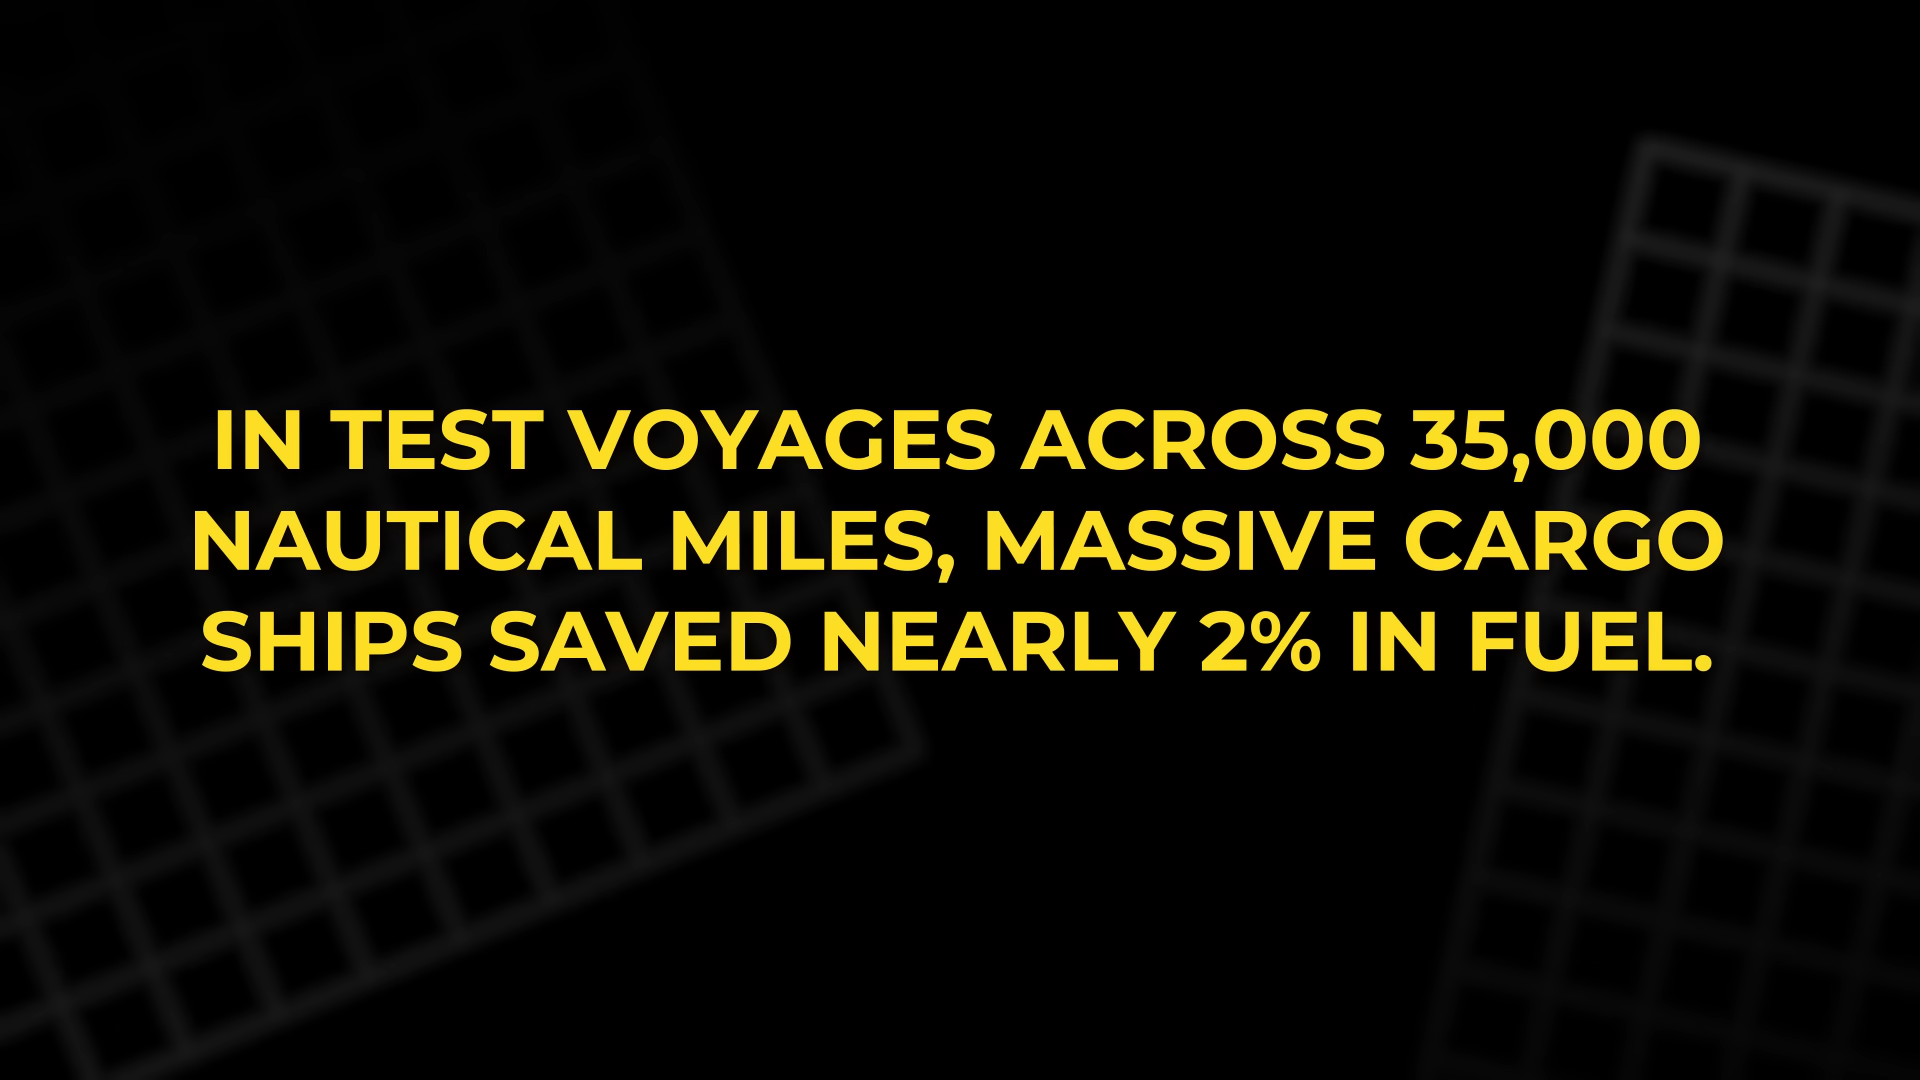 IN TEST VOYAGES ACROSS 35,000
NAUTICAL MILES, MASSIVE CARGO
SHIPS SAVED NEARLY 2% IN FUEL.